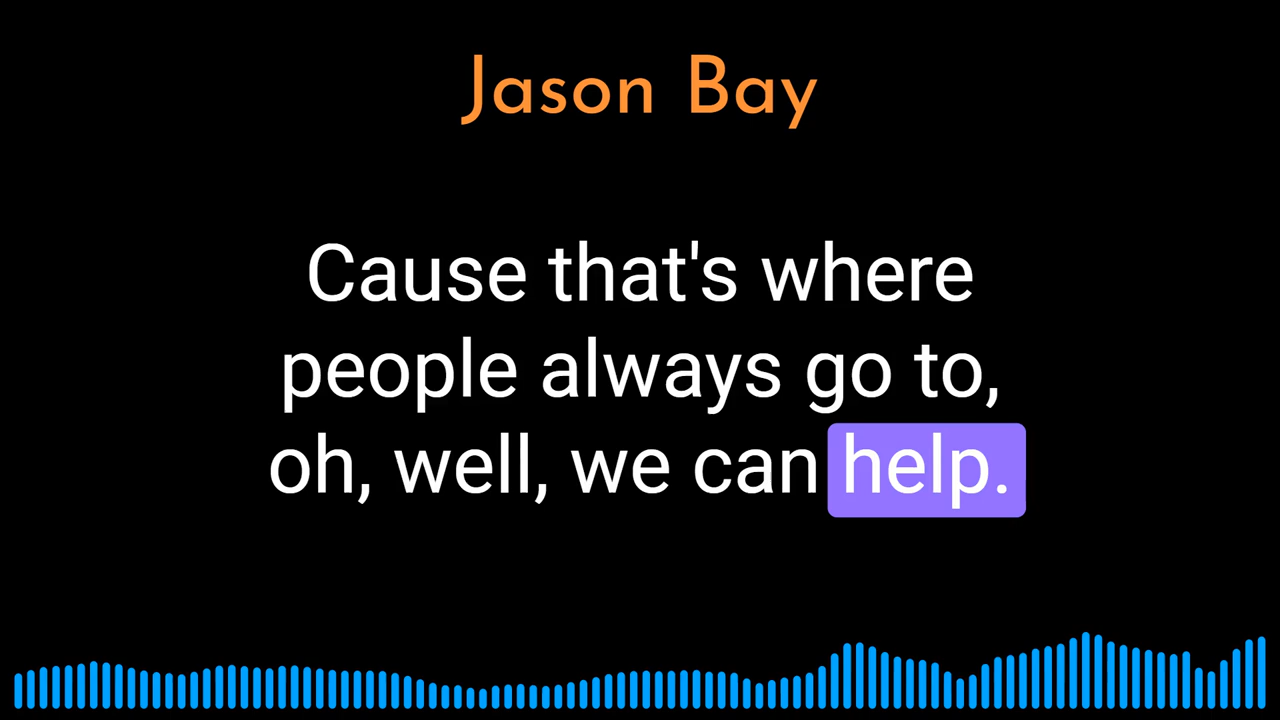 Jason Bay
Cause that's where
people always go to,
oh, well, we can help.